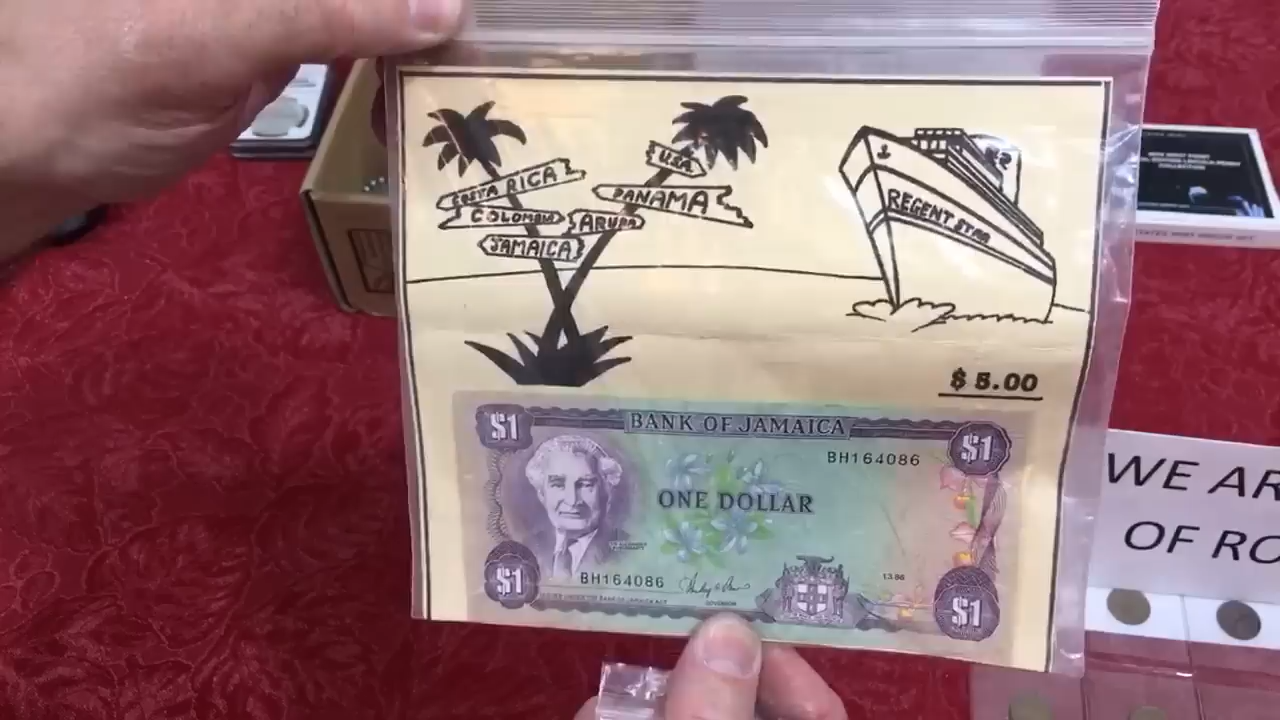 USA
COSTA RICA
PANAMA
COLOMBIA
ARUBA
JAMAICA
REGENT STAR
$5.00
$1
BANK OF JAMAICA
$1
BH164086
ONE DOLLAR
BH164086
1.3.86
$1
GOVERNOR
$1
WE AR
OF RO